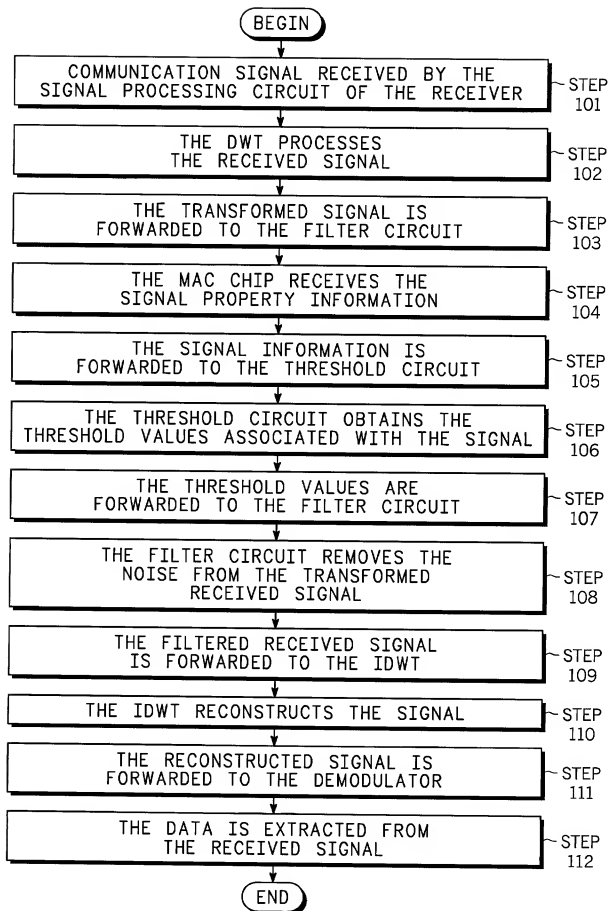 BEGIN
COMMUNICATION SIGNAL RECEIVED BY THE
SIGNAL PROCESSING CIRCUIT OF THE RECEIVER
STEP
101
THE DWT PROCESSES
THE RECEIVED SIGNAL
STEP
102
THE TRANSFORMED SIGNAL IS
FORWARDED TO THE FILTER CIRCUIT
STEP
103
THE MAC CHIP RECEIVES THE
SIGNAL PROPERTY INFORMATION
STEP
104
THE SIGNAL INFORMATION IS
FORWARDED TO THE THRESHOLD CIRCUIT
STEP
105
THE THRESHOLD CIRCUIT OBTAINS THE
THRESHOLD VALUES ASSOCIATED WITH THE SIGNAL
STEP
106
THE THRESHOLD VALUES ARE
FORWARDED TO THE FILTER CIRCUIT
STEP
107
THE FILTER CIRCUIT REMOVES THE
NOISE FROM THE TRANSFORMED
RECEIVED SIGNAL
STEP
108
THE FILTERED RECEIVED SIGNAL
IS FORWARDED TO THE IDWT
STEP
109
THE IDWT RECONSTRUCTS THE SIGNAL
STEP
110
THE RECONSTRUCTED SIGNAL IS
FORWARDED TO THE DEMODULATOR
STEP
111
THE DATA IS EXTRACTED FROM
THE RECEIVED SIGNAL
STEP
112
END